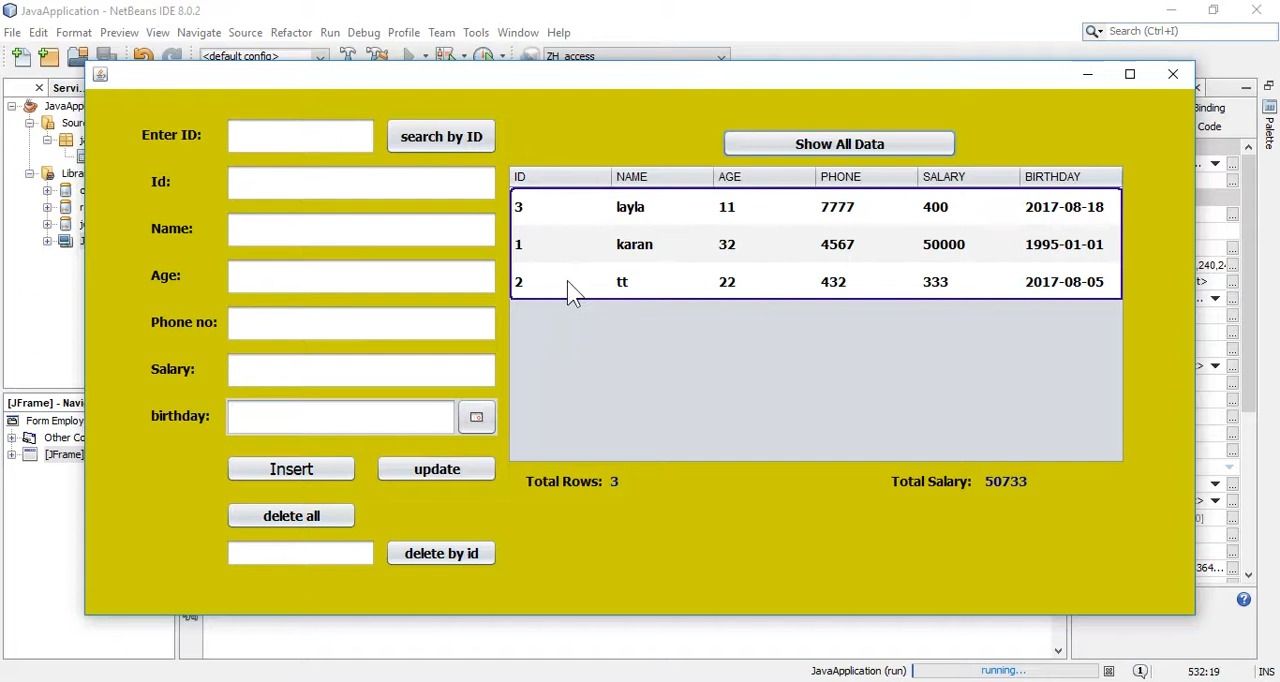 JavaApplication - NetBeans IDE 8.0.2
File Edit Format Preview View Navigate Source Refactor Run Debug Profile Team Tools Window Help
Search (Ctrl+I)
<default config> ZH_access
Servi...
Binding
JavaApp
Code
Palette
Sour
Libra
Enter ID: search by ID
Show All Data
Id:
ID NAME AGE PHONE SALARY BIRTHDAY
3 layla 11 7777 400 2017-08-18
Name:
1 karan 32 4567 50000 1995-01-01
Age:
2 tt 22 432 333 2017-08-05
Phone no:
Salary:
birthday:
Insert update
Total Rows: 3 Total Salary: 50733
delete all
delete by id
[JFrame] - Navi
Form Employ
Other Co
[JFrame]
JavaApplication (run) running... 532:19 INS